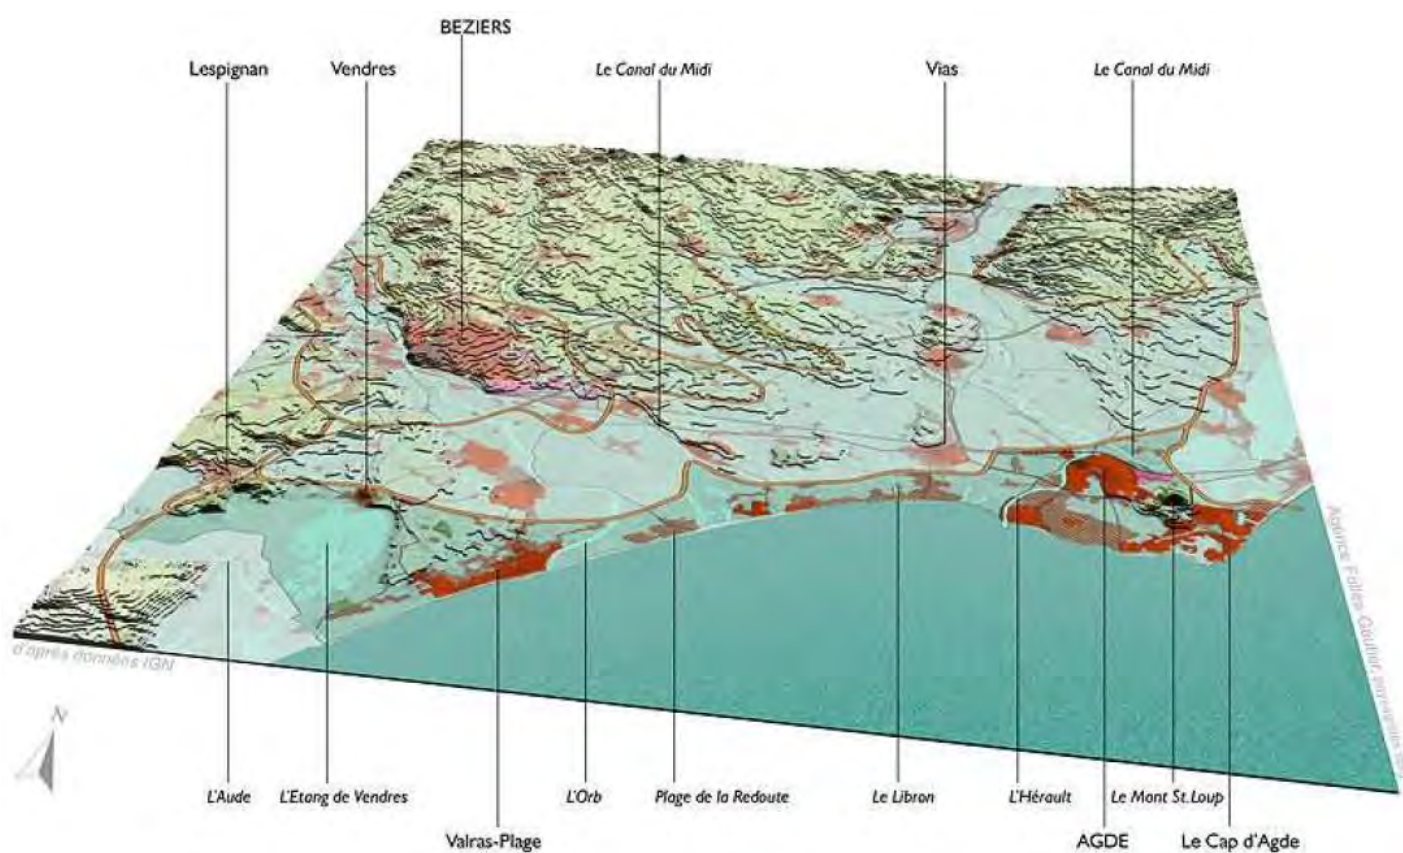 BEZIERS
Lespignan
Vendres
Le Canal du Midi
Vias
Le Canal du Midi
d'après données IGN
N
L'Aude
L'Etang de Vendres
L'Orb
Plage de la Redoute
Le Libron
L'Hérault
Le Mont St.Loup
Valras-Plage
AGDE
Le Cap d'Agde